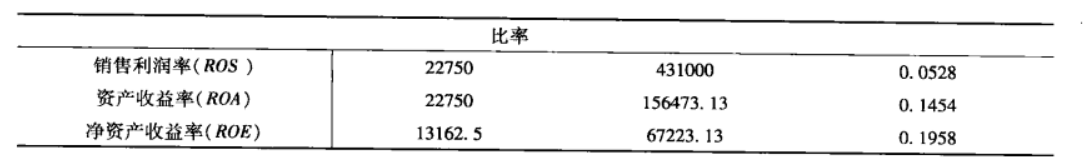 比率
销售利润率(ROS) 22750 431000 0.0528
资产收益率(ROA) 22750 156473.13 0.1454
净资产收益率(ROE) 13162.5 67223.13 0.1958